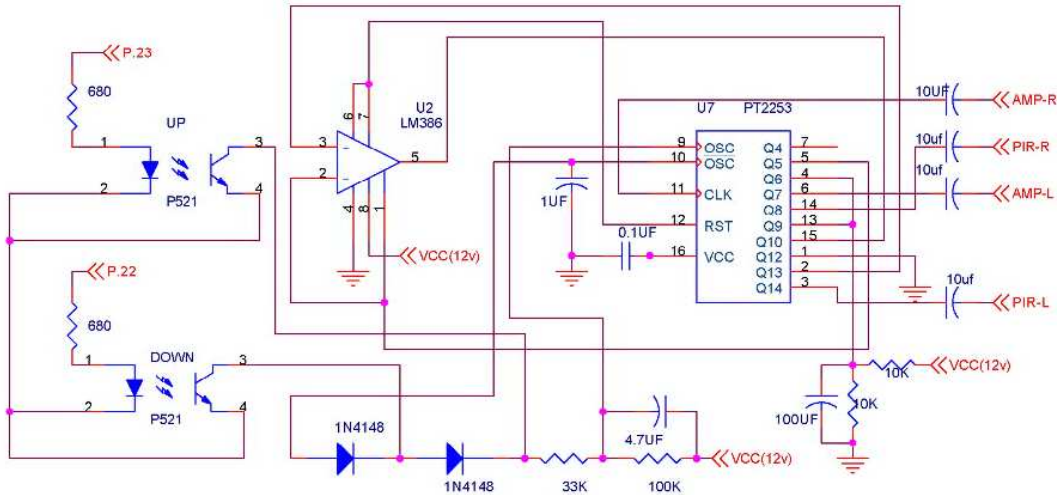 P.23
680
UP
1
2
3
4
P521
P.22
680
DOWN
1
2
3
4
P521
U2
LM386
6
7
3
2
5
4
8
1
VCC(12v)
1UF
0.1UF
U7 PT2253
9 OSC
10 OSC
11 CLK
12 RST
16 VCC
Q4 7
Q5 5
Q6 4
Q7 6
Q8 14
Q9 13
Q10 15
Q12 1
Q13 2
Q14 3
10UF
AMP-R
10uf
PIR-R
10uf
AMP-L
10uf
PIR-L
10K
VCC(12v)
100UF
10K
1N4148
1N4148
33K
4.7UF
100K
VCC(12v)